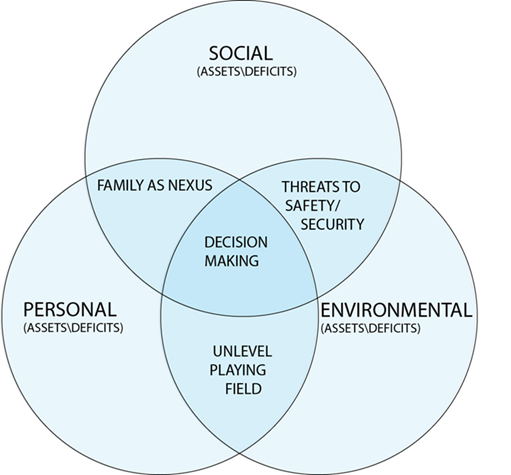 SOCIAL
(ASSETS\DEFICITS)
FAMILY AS NEXUS
THREATS TO
SAFETY/
SECURITY
DECISION
MAKING
PERSONAL
(ASSETS\DEFICITS)
ENVIRONMENTAL
(ASSETS\DEFICITS)
UNLEVEL
PLAYING
FIELD